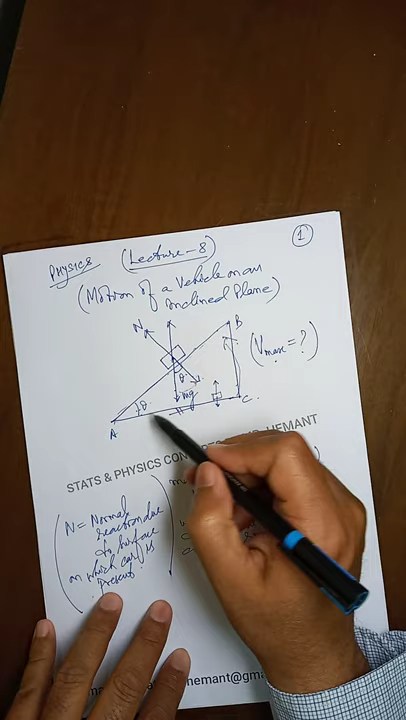 PHYSICS
(Lecture-8)
1
(Motion of a Vehicle on an
Inclined Plane)
N
B
(Vmax = ?)
θ
θ
mg
A
C
STATS & PHYSICS CON
HEMANT
N = Normal
reaction due
to surface
on which car is
present.
hemant@gma